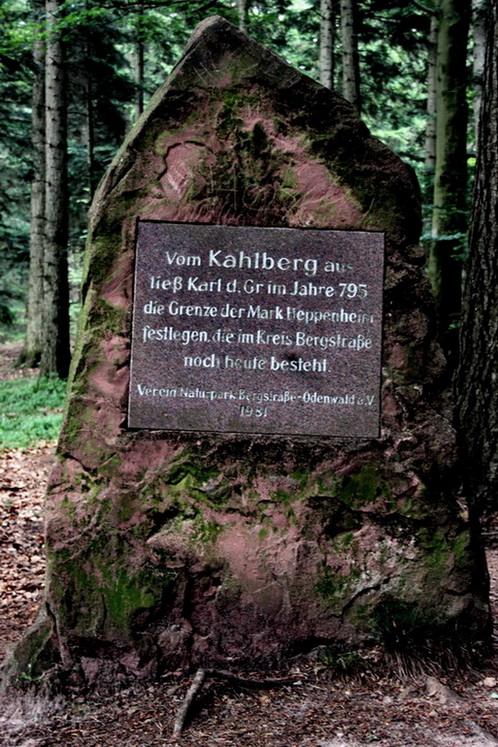 Vom Kahlberg aus
ließ Karl d. Gr im Jahre 795
die Grenze der Mark Heppenheim
festlegen, die im Kreis Bergstraße
noch heute besteht.
Verein Naturpark Bergstraße-Odenwald e.V.
1981